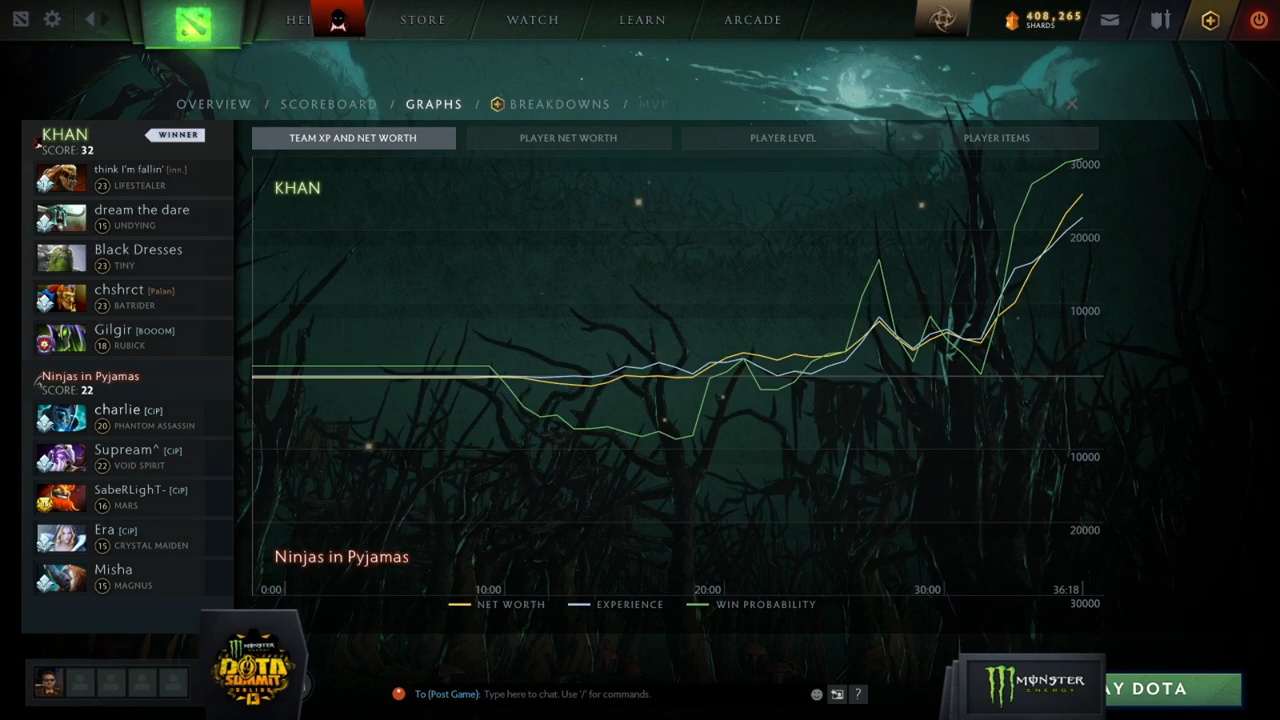 HEI
STORE
WATCH
LEARN
ARCADE
408,265
SHARDS
OVERVIEW / SCOREBOARD / GRAPHS / BREAKDOWNS / MVP
KHAN
WINNER
SCORE: 32
think I'm fallin' [inn.]
23 LIFESTEALER
dream the dare
15 UNDYING
Black Dresses
23 TINY
chshrct [Palan]
23 BATRIDER
Gilgir [BOOOM]
18 RUBICK
Ninjas in Pyjamas
SCORE: 22
charlie [CiP]
20 PHANTOM ASSASSIN
Supream^ [CiP]
22 VOID SPIRIT
SabeRLighT- [CiP]
16 MARS
Era [CiP]
15 CRYSTAL MAIDEN
Misha
15 MAGNUS
TEAM XP AND NET WORTH
PLAYER NET WORTH
PLAYER LEVEL
PLAYER ITEMS
KHAN
30000
20000
10000
10000
20000
Ninjas in Pyjamas
0:00
10:00
20:00
30:00
36:18
NET WORTH
EXPERIENCE
WIN PROBABILITY
30000
MONSTER
ENERGY
DOTA
SUMMIT
ONLINE
13
To (Post Game): Type here to chat. Use '/' for commands.
?
MONSTER
ENERGY
AY DOTA